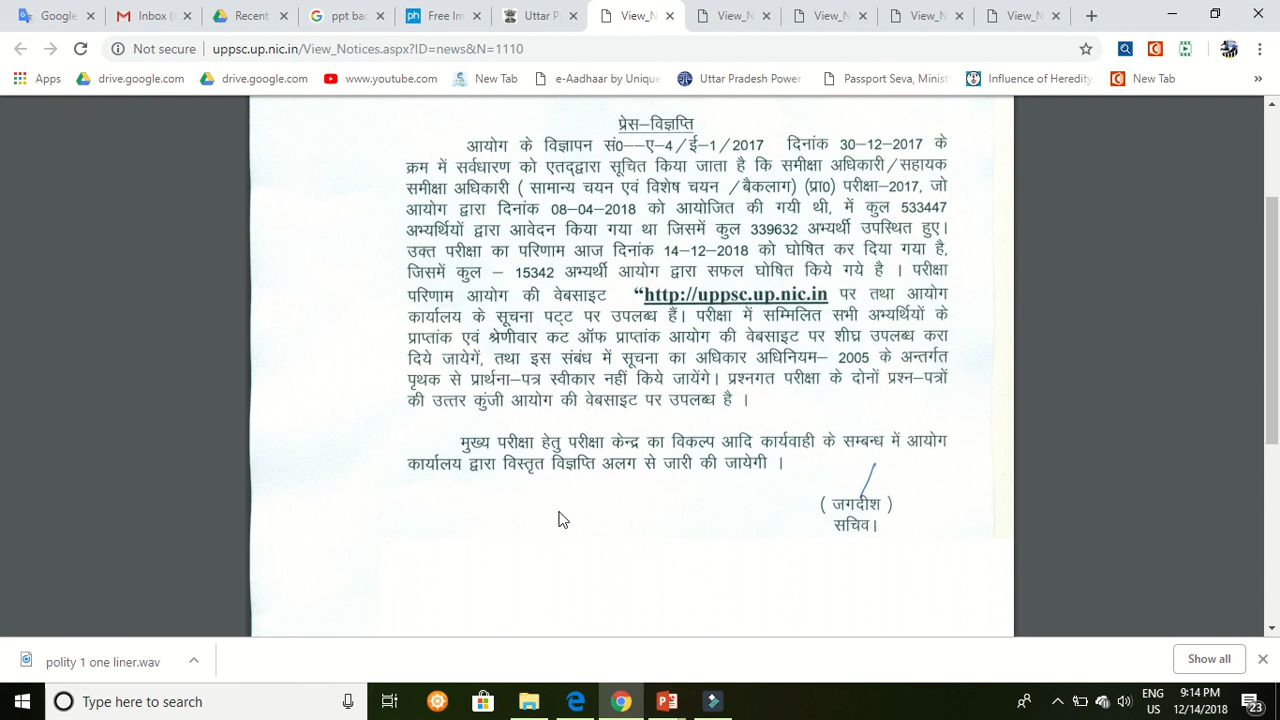 Google
Inbox (
Recent
ppt bac
Free Im
Uttar P
View_N
View_N
View_N
View_N
View_N
Not secure
uppsc.up.nic.in/View_Notices.aspx?ID=news&N=1110
Apps
drive.google.com
drive.google.com
www.youtube.com
New Tab
e-Aadhaar by Unique
Uttar Pradesh Power
Passport Seva, Minist
Influence of Heredity
New Tab
»
प्रेस–विज्ञप्ति
आयोग के विज्ञापन सं0--ए-4/ई-1/2017 दिनांक 30-12-2017 के
क्रम में सर्वधारण को एतद्द्वारा सूचित किया जाता है कि समीक्षा अधिकारी/सहायक
समीक्षा अधिकारी ( सामान्य चयन एवं विशेष चयन /बैकलाग) (प्रा0) परीक्षा-2017, जो
आयोग द्वारा दिनांक 08-04-2018 को आयोजित की गयी थी, में कुल 533447
अभ्यर्थियों द्वारा आवेदन किया गया था जिसमें कुल 339632 अभ्यर्थी उपस्थित हुए।
उक्त परीक्षा का परिणाम आज दिनांक 14-12-2018 को घोषित कर दिया गया है,
जिसमें कुल – 15342 अभ्यर्थी आयोग द्वारा सफल घोषित किये गये है । परीक्षा
परिणाम आयोग की वेबसाइट “http://uppsc.up.nic.in पर तथा आयोग
कार्यालय के सूचना पट्ट पर उपलब्ध हैं। परीक्षा में सम्मिलित सभी अभ्यर्थियों के
प्राप्तांक एवं श्रेणीवार कट ऑफ प्राप्तांक आयोग की वेबसाइट पर शीघ्र उपलब्ध करा
दिये जायेगें, तथा इस संबंध में सूचना का अधिकार अधिनियम– 2005 के अन्तर्गत
पृथक से प्रार्थना–पत्र स्वीकार नहीं किये जायेंगे। प्रश्नगत परीक्षा के दोनों प्रश्न–पत्रों
की उत्तर कुंजी आयोग की वेबसाइट पर उपलब्ध है ।
मुख्य परीक्षा हेतु परीक्षा केन्द्र का विकल्प आदि कार्यवाही के सम्बन्ध में आयोग
कार्यालय द्वारा विस्तृत विज्ञप्ति अलग से जारी की जायेगी ।
( जगदीश )
सचिव।
polity 1 one liner.wav
Show all
Type here to search
ENG
US
9:14 PM
12/14/2018
23